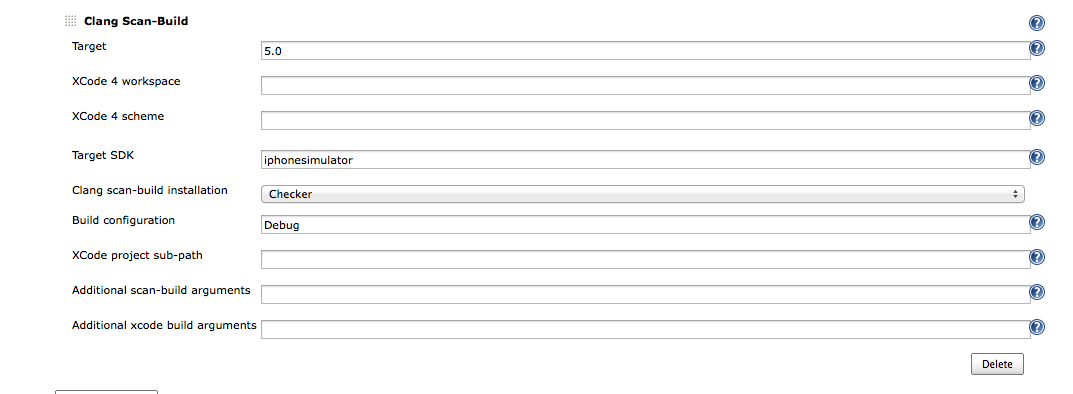 Clang Scan-Build
Target 5.0
XCode 4 workspace
XCode 4 scheme
Target SDK iphonesimulator
Clang scan-build installation Checker
Build configuration Debug
XCode project sub-path
Additional scan-build arguments
Additional xcode build arguments
Delete